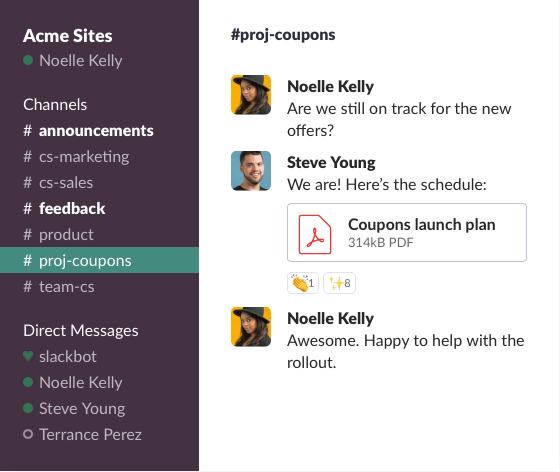 Acme Sites
Noelle Kelly
Channels
# announcements
# cs-marketing
# cs-sales
# feedback
# product
# proj-coupons
# team-cs
Direct Messages
slackbot
Noelle Kelly
Steve Young
Terrance Perez
#proj-coupons
Noelle Kelly
Are we still on track for the new
offers?
Steve Young
We are! Here’s the schedule:
Coupons launch plan
314kB PDF
👏1 ✨8
Noelle Kelly
Awesome. Happy to help with the
rollout.